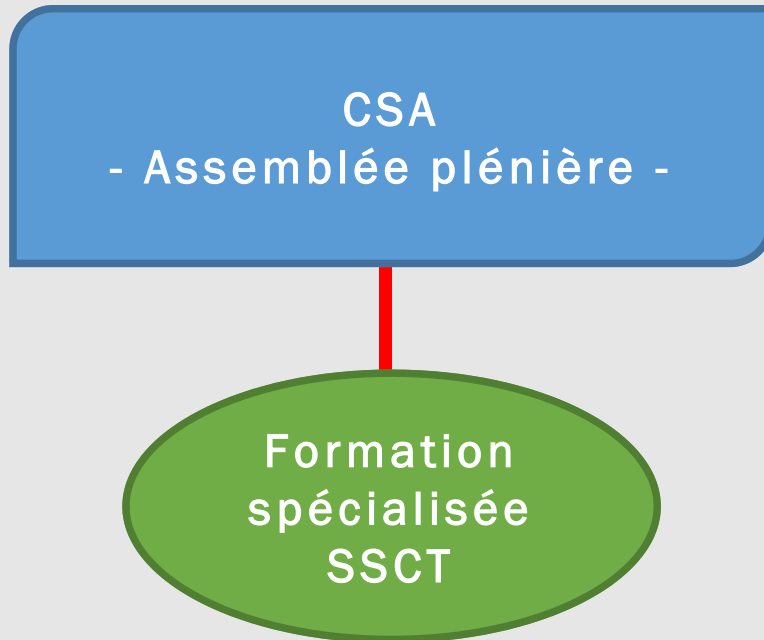 CSA
- Assemblée plénière -
Formation
spécialisée
SSCT